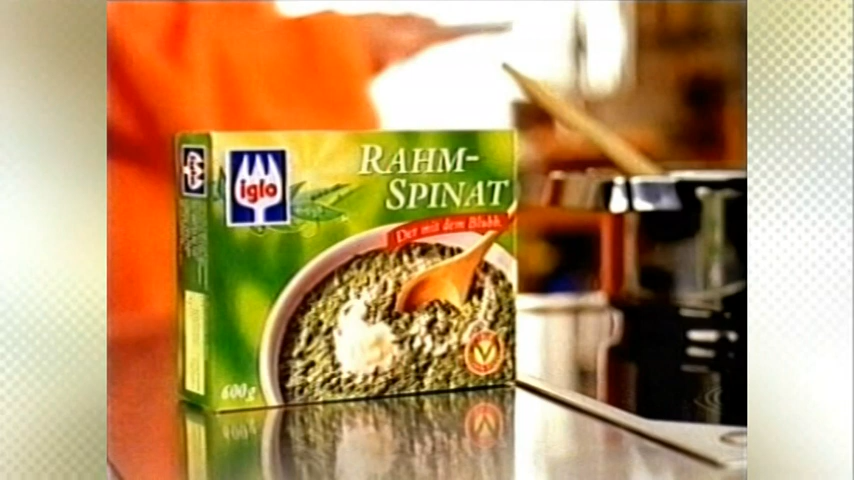 iglo
RAHM-
SPINAT
Der mit dem Blubb.
600g